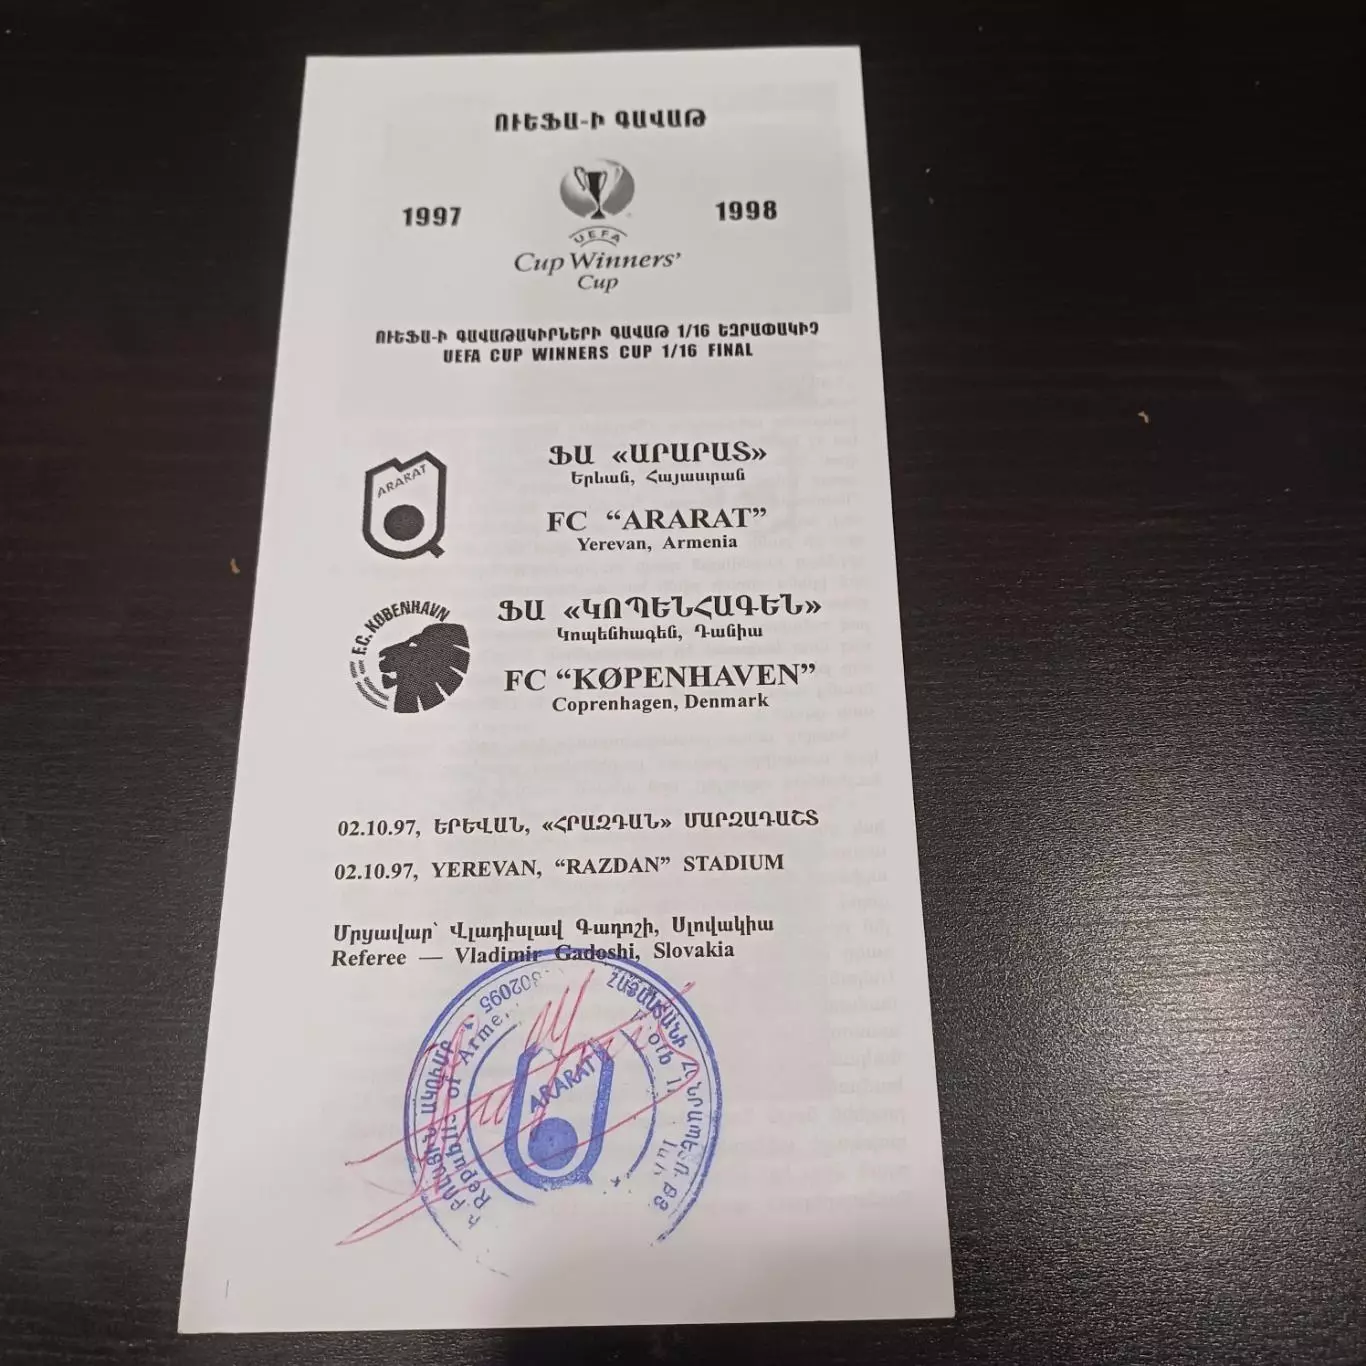 ՈՒԵՖԱ-Ի ԳԱՎԱԹ
1997
1998
UEFA
Cup Winners'
Cup
ՈՒԵՖԱ-Ի ԳԱՎԱԹԱԿԻՐՆԵՐԻ ԳԱՎԱԹ 1/16 ԵԶՐԱՓԱԿԻՉ
UEFA CUP WINNERS CUP 1/16 FINAL
ARARAT
ՖԱ «ԱՐԱՐԱՏ»
Երևան, Հայաստան
FC “ARARAT”
Yerevan, Armenia
F.C. KØBENHAVN
ՖԱ «ԿՈՊԵՆՀԱԳԵՆ»
Կոպենհագեն, Դանիա
FC “KØPENHAVEN”
Coprenhagen, Denmark
02.10.97, ԵՐԵՎԱՆ, «ՀՐԱԶԴԱՆ» ՄԱՐԶԱԴԱՇՏ
02.10.97, YEREVAN, “RAZDAN” STADIUM
Մրցավար՝ Վլադիսլավ Գադոշի, Սլովակիա
Referee — Vladimir Gadoshi, Slovakia
302095
of Arme
ARARAT